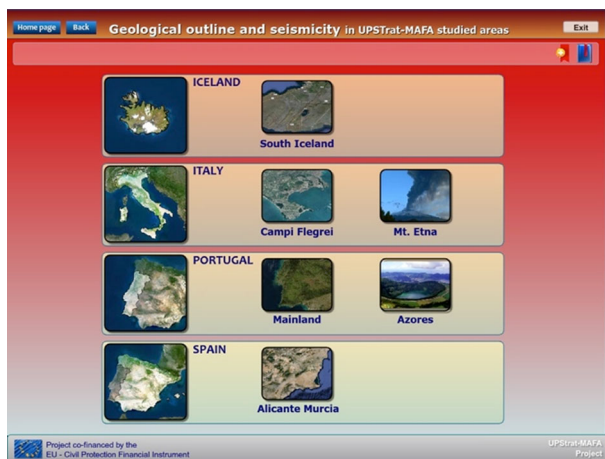 Home page
Back
Geological outline and seismicity in UPStrat-MAFA studied areas
Exit
ICELAND
South Iceland
ITALY
Campi Flegrei
Mt. Etna
PORTUGAL
Mainland
Azores
SPAIN
Alicante Murcia
Project co-financed by the
EU - Civil Protection Financial Instrument
UPStrat-MAFA
Project